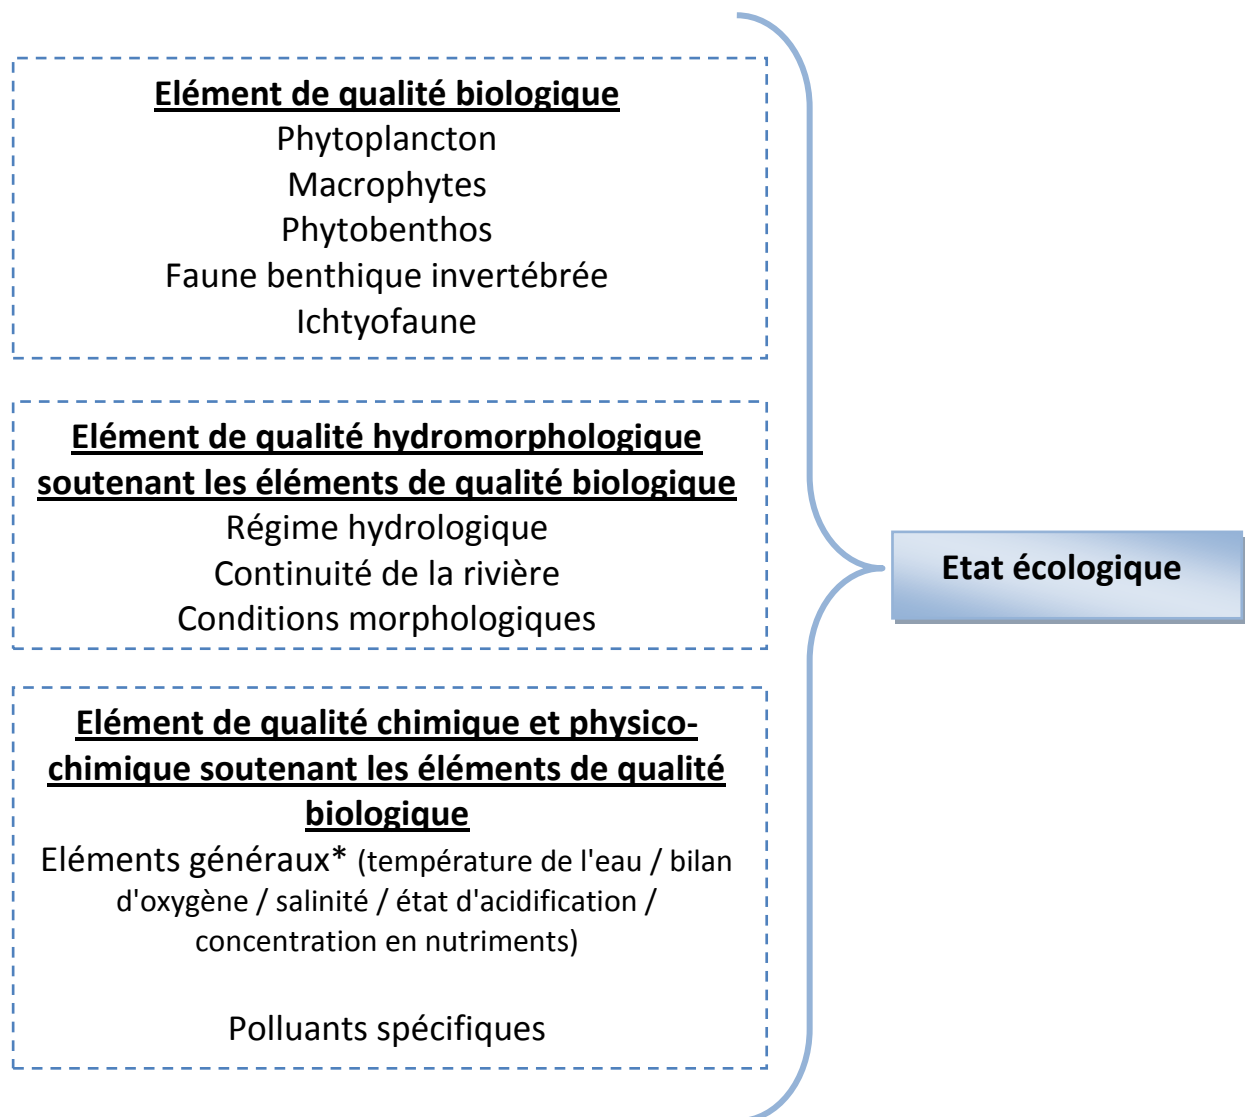 Elément de qualité biologique
Phytoplancton
Macrophytes
Phytobenthos
Faune benthique invertébrée
Ichtyofaune
Elément de qualité hydromorphologique
soutenant les éléments de qualité biologique
Régime hydrologique
Continuité de la rivière
Conditions morphologiques
Elément de qualité chimique et physico-
chimique soutenant les éléments de qualité
biologique
Eléments généraux* (température de l'eau / bilan
d'oxygène / salinité / état d'acidification /
concentration en nutriments)
Polluants spécifiques
Etat écologique